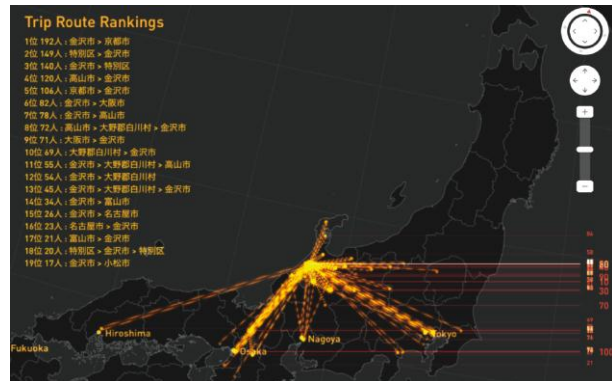 Trip Route Rankings
1位 192人 : 金沢市 > 京都市
2位 149人 : 特別区 > 金沢市
3位 140人 : 金沢市 > 特別区
4位 120人 : 高山市 > 金沢市
5位 106人 : 京都市 > 金沢市
6位 82人 : 金沢市 > 大阪市
7位 78人 : 金沢市 > 高山市
8位 72人 : 高山市 > 大野郡白川村 > 金沢市
9位 71人 : 大阪市 > 金沢市
10位 69人 : 大野郡白川村 > 金沢市
11位 55人 : 金沢市 > 大野郡白川村 > 高山市
12位 54人 : 金沢市 > 大野郡白川村
13位 45人 : 金沢市 > 大野郡白川村 > 金沢市
14位 34人 : 金沢市 > 富山市
15位 26人 : 金沢市 > 名古屋市
16位 23人 : 名古屋市 > 金沢市
17位 21人 : 富山市 > 金沢市
18位 20人 : 特別区 > 金沢市 > 特別区
19位 17人 : 金沢市 > 小松市
30
70
Hiroshima
Nagoya
Tokyo
Fukuoka
Osaka
100